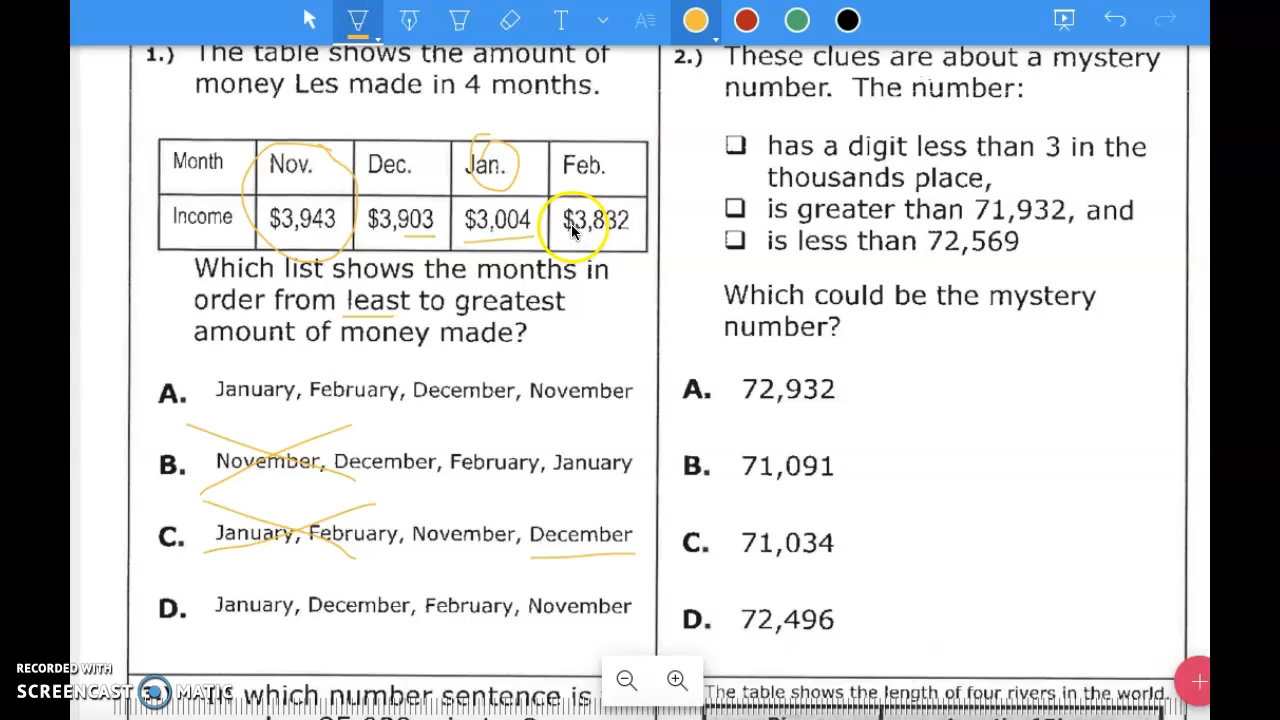 T
A
1.) The table shows the amount of
money Les made in 4 months.
Month Nov. Dec. Jan. Feb.
Income $3,943 $3,903 $3,004 $3,832
Which list shows the months in
order from least to greatest
amount of money made?
A. January, February, December, November
B. November, December, February, January
C. January, February, November, December
D. January, December, February, November
2.) These clues are about a mystery
number. The number:
has a digit less than 3 in the
thousands place,
is greater than 71,932, and
is less than 72,569
Which could be the mystery
number?
A. 72,932
B. 71,091
C. 71,034
D. 72,496
which number sentence is
The table shows the length of four rivers in the world.
RECORDED WITH
SCREENCAST MATIC